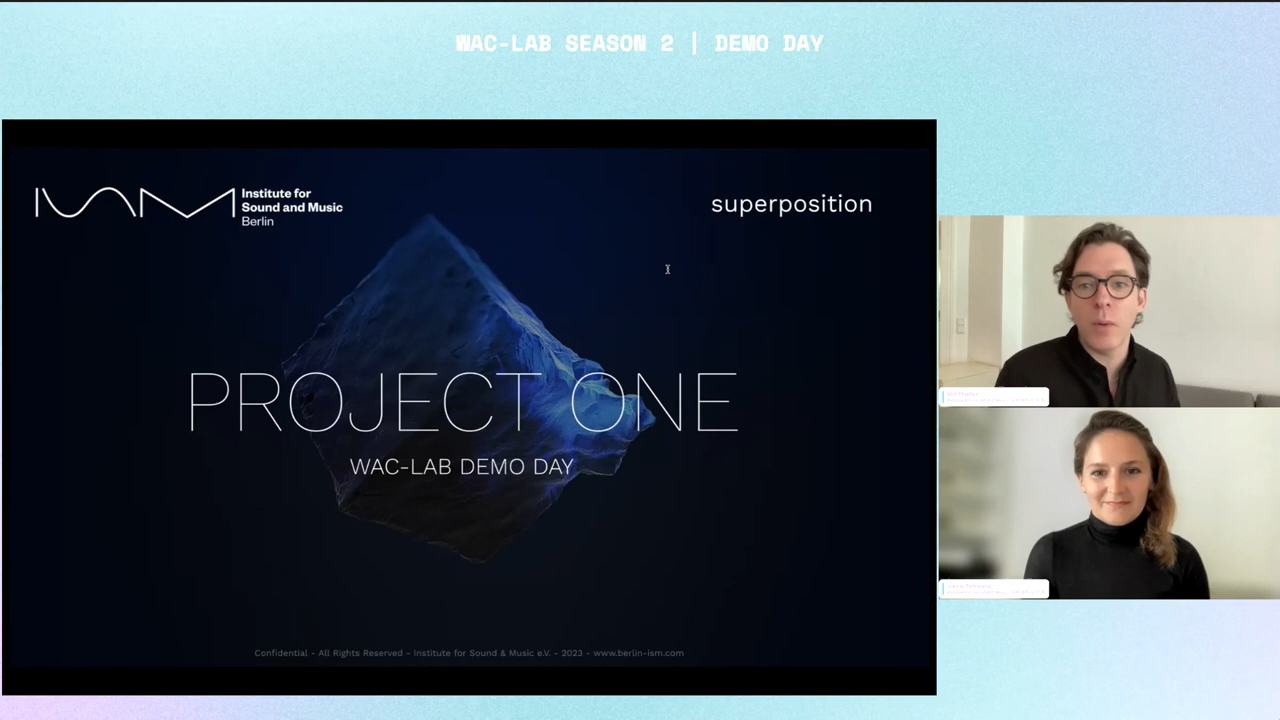 WAC-LAB SEASON 2 | DEMO DAY
ISM
Institute for
Sound and Music
Berlin
superposition
PROJECT ONE
WAC-LAB DEMO DAY
Confidential - All Rights Reserved - Institute for Sound & Music e.V. - 2023 - www.berlin-ism.com